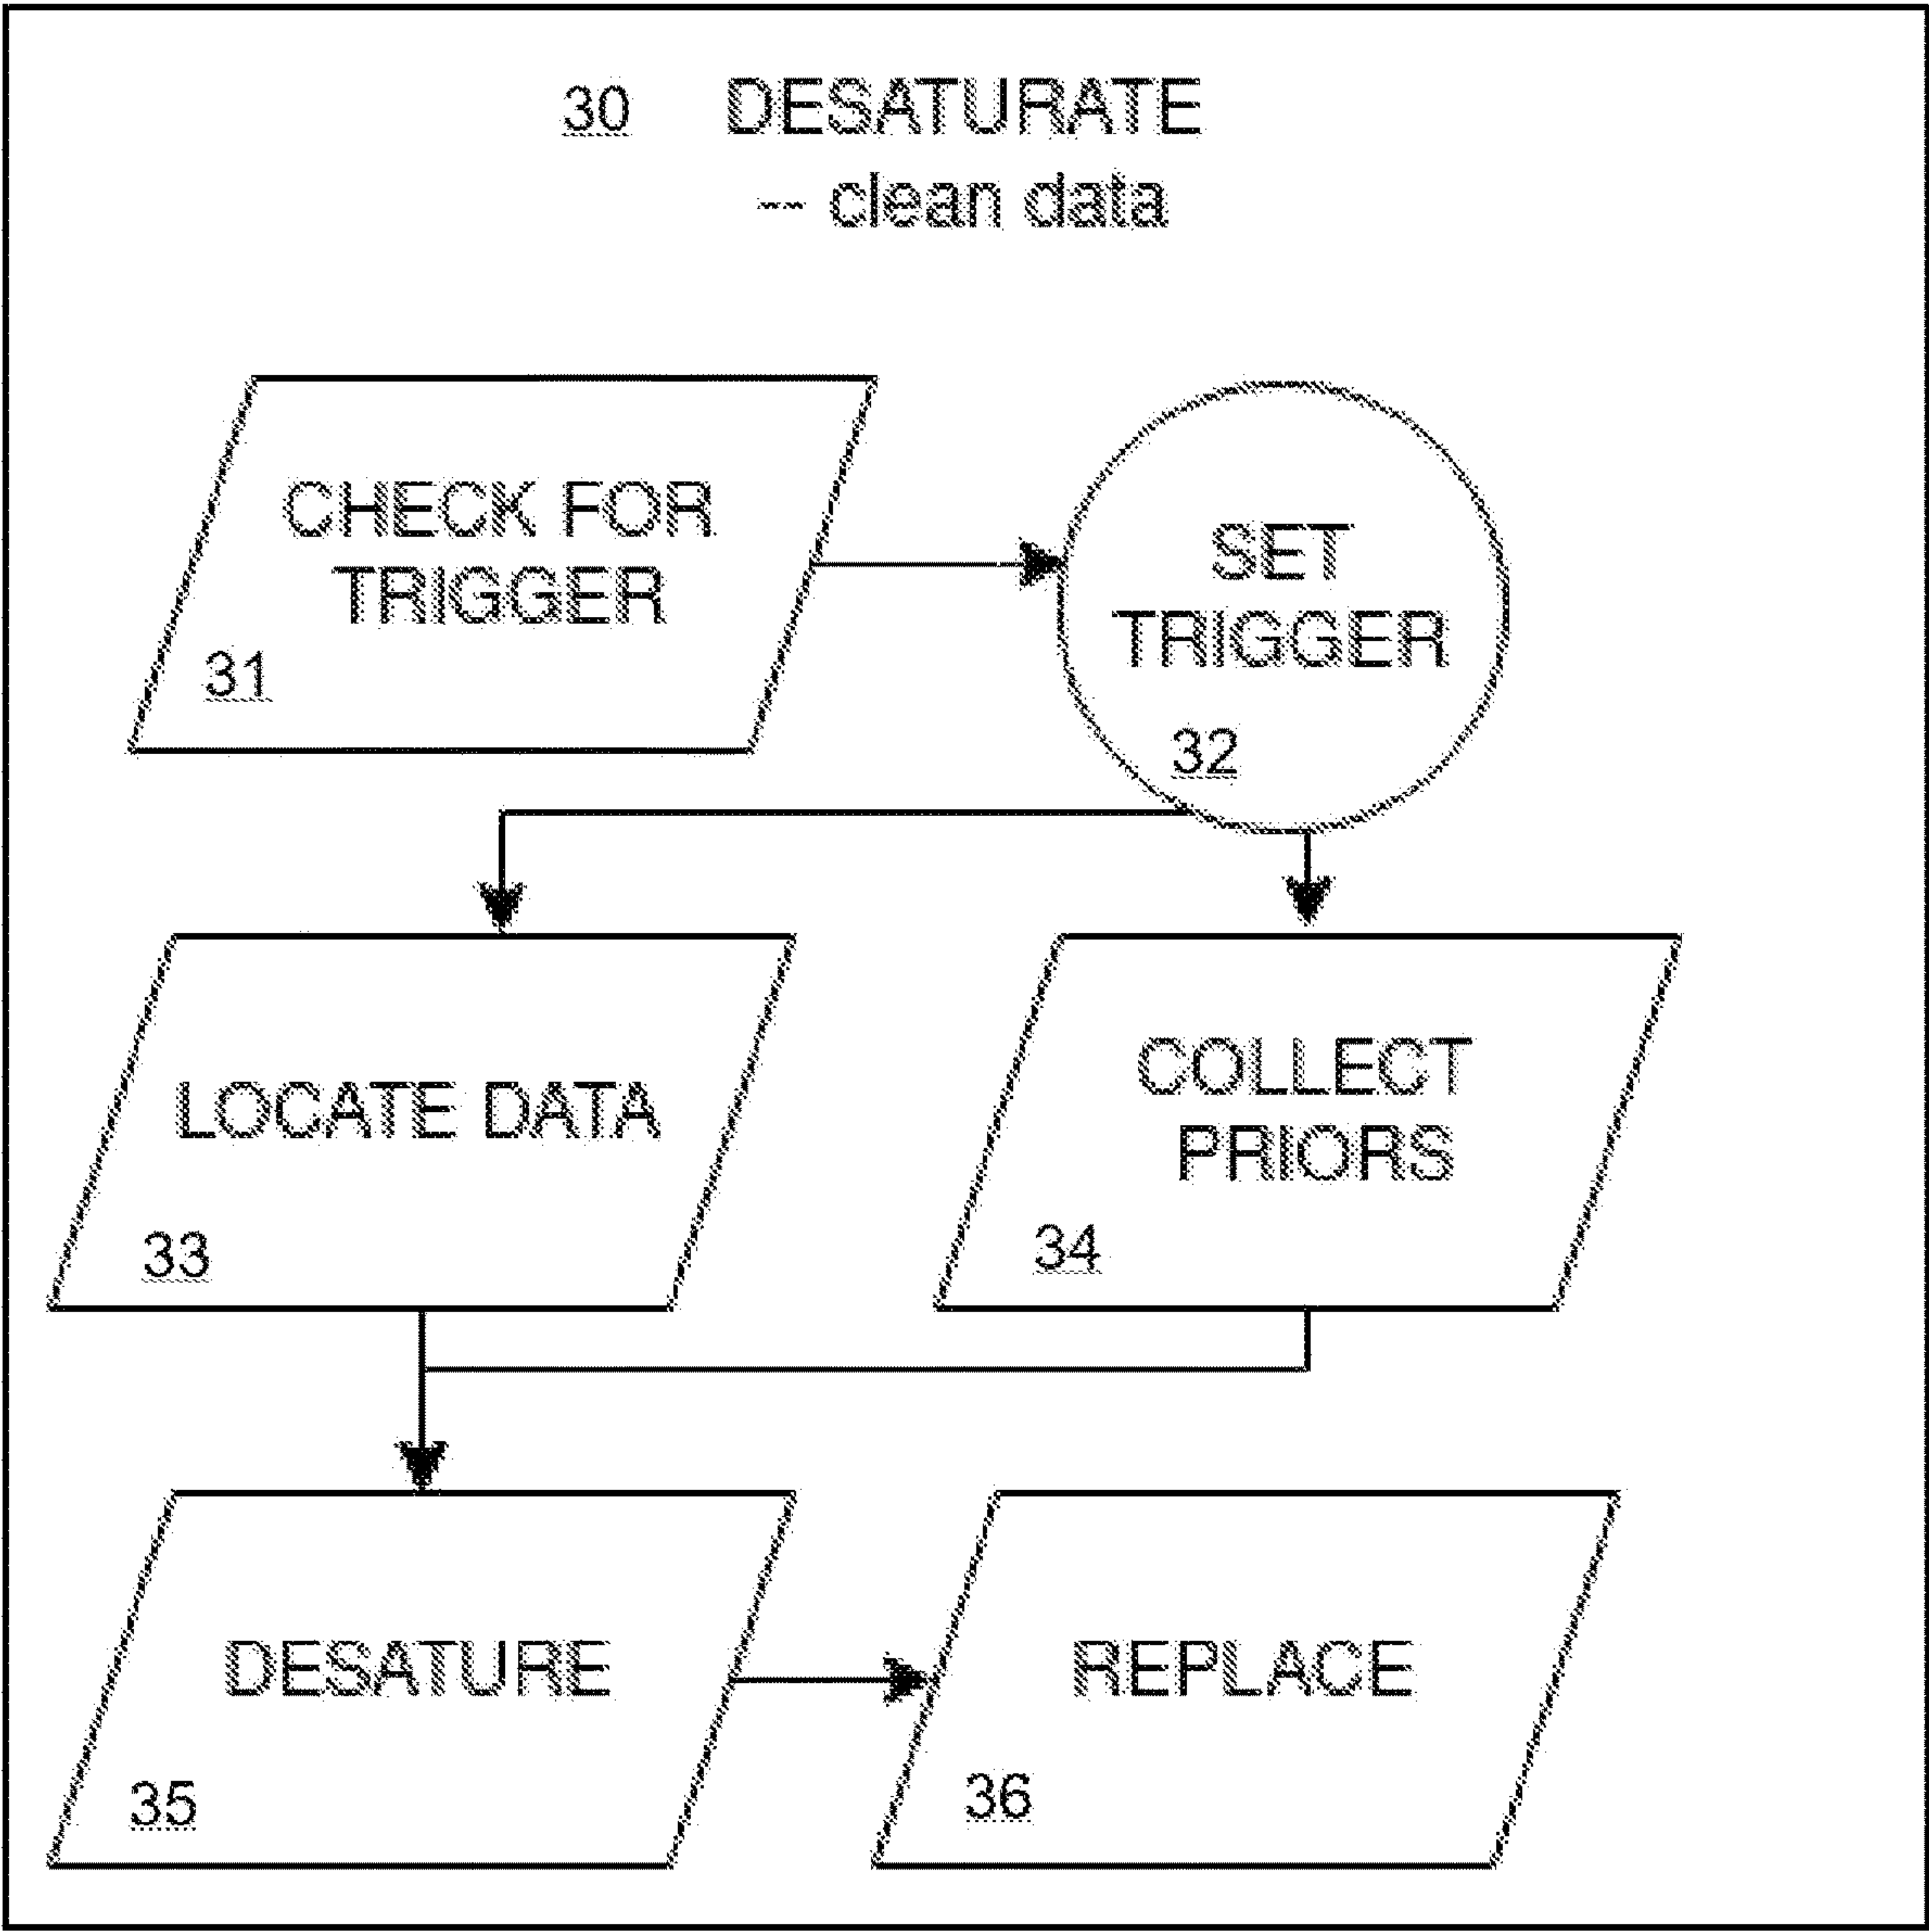 30 DESATURATE
-- clean data
CHECK FOR
TRIGGER
31
SET
TRIGGER
32
LOCATE DATA
33
COLLECT
PRIORS
34
DESATURE
35
REPLACE
36